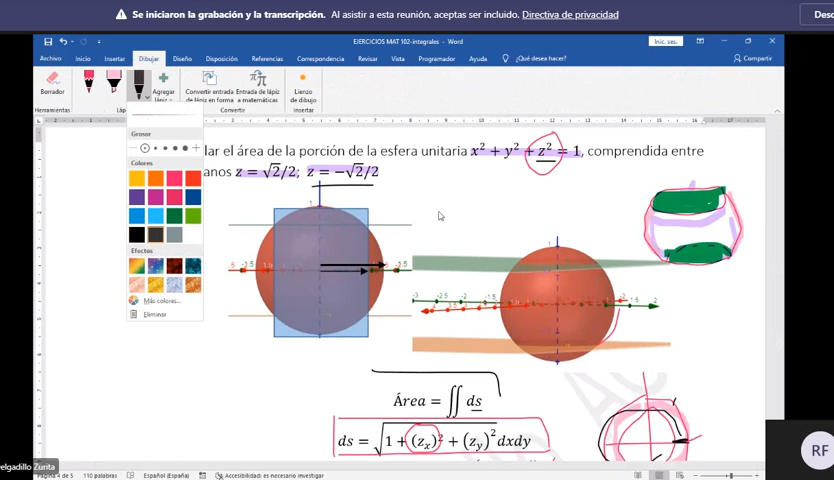 Se iniciaron la grabación y la transcripción. Al asistir a esta reunión, aceptas ser incluido. Directiva de privacidad
EJERCICIOS MAT 102-integrales - Word
Inic. ses.
Archivo Inicio Insertar Dibujar Diseño Disposición Referencias Correspondencia Revisar Vista Programador Ayuda ¿Qué desea hacer? Compartir
Borrador
Agregar lápiz
Convertir entrada de lápiz en forma
Entrada de lápiz a matemáticas
Lienzo de dibujo
Herramientas
Convertir
Insertar
Grosor
Colores
Efectos
Más colores...
Eliminar
lar el área de la porción de la esfera unitaria x² + y² + z² = 1, comprendida entre
anos z = √2/2; z = −√2/2
Área = ∬ ds
ds = √1 + (zₓ)² + (z_y)² dxdy
elgadillo Zurita
RF
Página 4 de 5 110 palabras Español (España) Accesibilidad: es necesario investigar